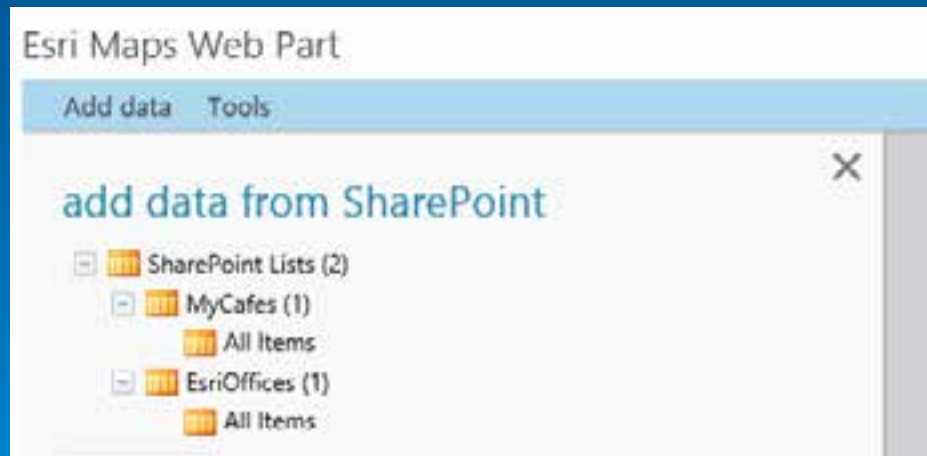 Esri Maps Web Part
Add data Tools
add data from SharePoint
SharePoint Lists (2)
MyCafes (1)
All Items
EsriOffices (1)
All Items